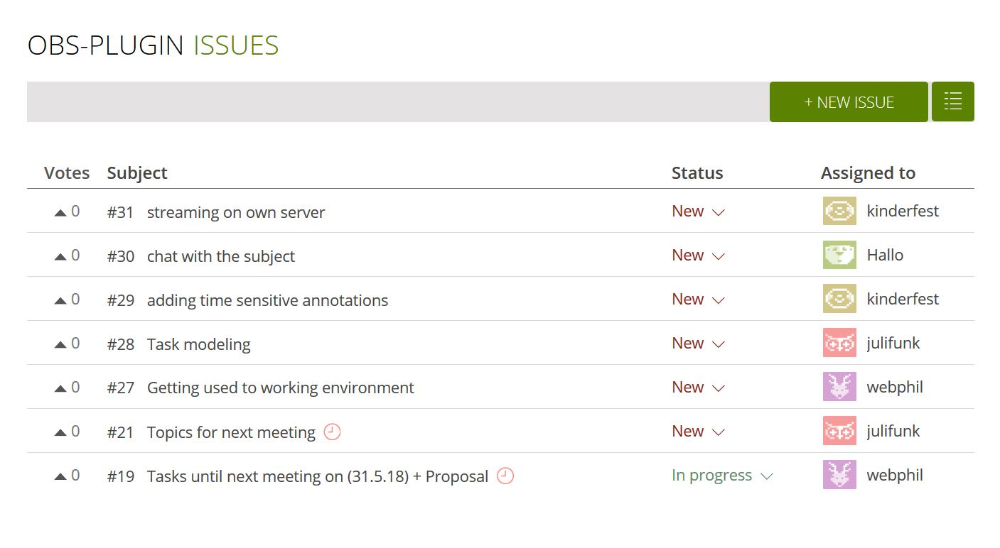 OBS-PLUGIN ISSUES
+ NEW ISSUE
Votes Subject Status Assigned to
0 #31 streaming on own server New kinderfest
0 #30 chat with the subject New Hallo
0 #29 adding time sensitive annotations New kinderfest
0 #28 Task modeling New julifunk
0 #27 Getting used to working environment New webphil
0 #21 Topics for next meeting New julifunk
0 #19 Tasks until next meeting on (31.5.18) + Proposal In progress webphil